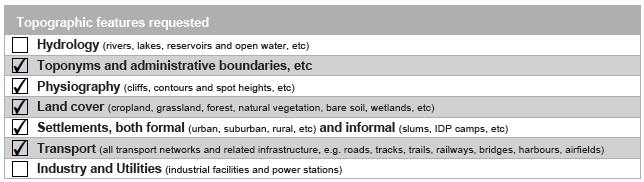 Topographic features requested
Hydrology (rivers, lakes, reservoirs and open water, etc)
Toponyms and administrative boundaries, etc
Physiography (cliffs, contours and spot heights, etc)
Land cover (cropland, grassland, forest, natural vegetation, bare soil, wetlands, etc)
Settlements, both formal (urban, suburban, rural, etc) and informal (slums, IDP camps, etc)
Transport (all transport networks and related infrastructure, e.g. roads, tracks, trails, railways, bridges, harbours, airfields)
Industry and Utilities (industrial facilities and power stations)